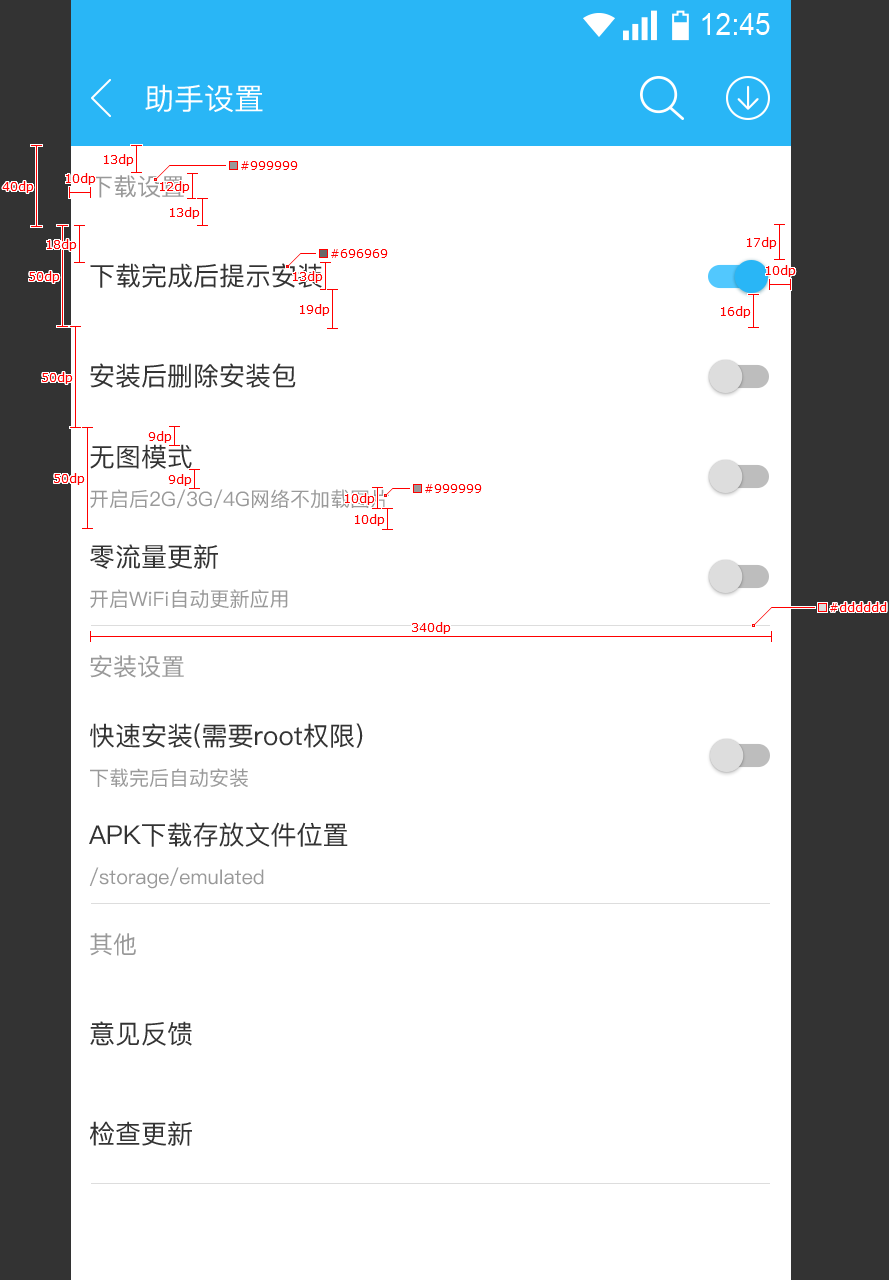 12:45
助手设置
13dp
#999999
40dp
10dp
12dp
下载设置
13dp
18dp
17dp
#696969
50dp
下载完成后提示安装
13dp
10dp
19dp
16dp
50dp
安装后删除安装包
9dp
无图模式
50dp
9dp
#999999
开启后2G/3G/4G网络不加载图片
10dp
10dp
零流量更新
开启WiFi自动更新应用
#dddddd
340dp
安装设置
快速安装(需要root权限)
下载完后自动安装
APK下载存放文件位置
/storage/emulated
其他
意见反馈
检查更新